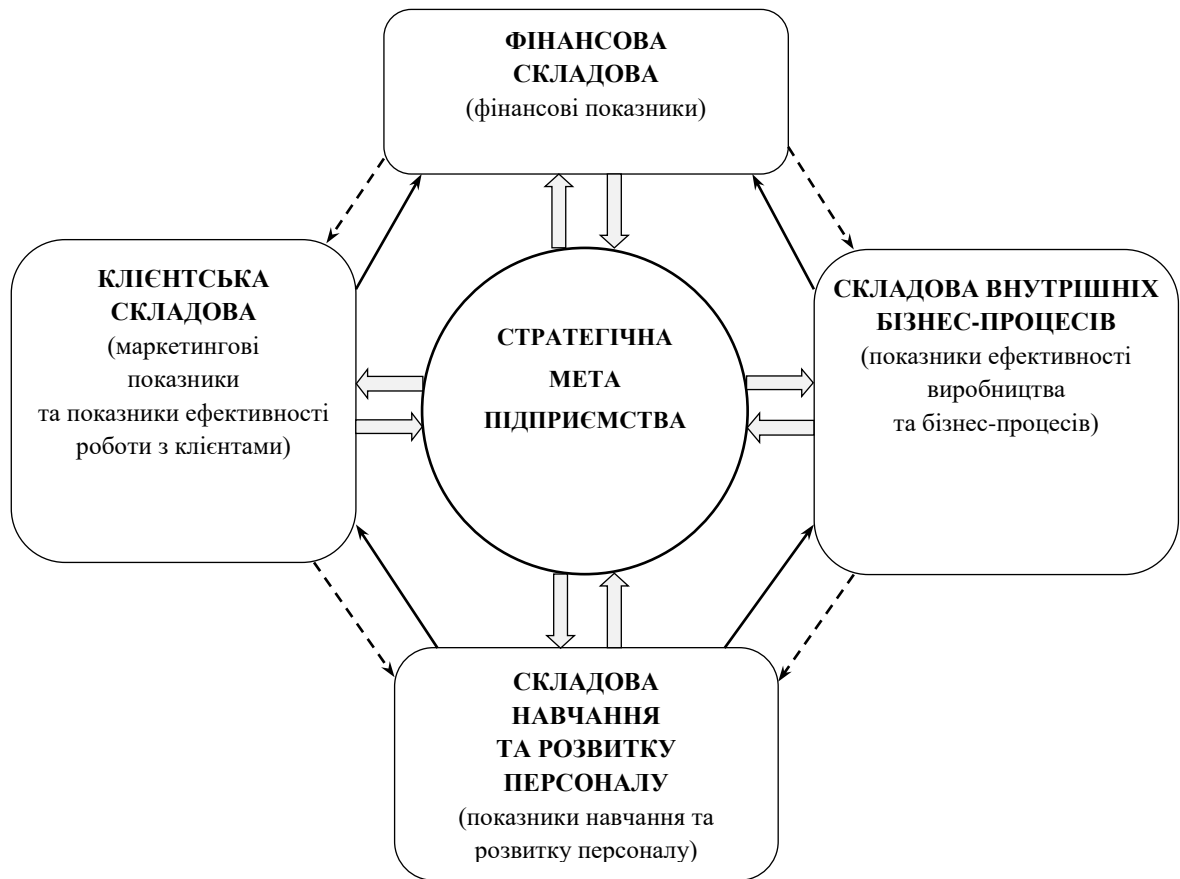 ФІНАНСОВА
СКЛАДОВА
(фінансові показники)
КЛІЄНТСЬКА
СКЛАДОВА
(маркетингові
показники
та показники ефективності
роботи з клієнтами)
СТРАТЕГІЧНА
МЕТА
ПІДПРИЄМСТВА
СКЛАДОВА ВНУТРІШНІХ
БІЗНЕС-ПРОЦЕСІВ
(показники ефективності
виробництва
та бізнес-процесів)
СКЛАДОВА
НАВЧАННЯ
ТА РОЗВИТКУ
ПЕРСОНАЛУ
(показники навчання та
розвитку персоналу)